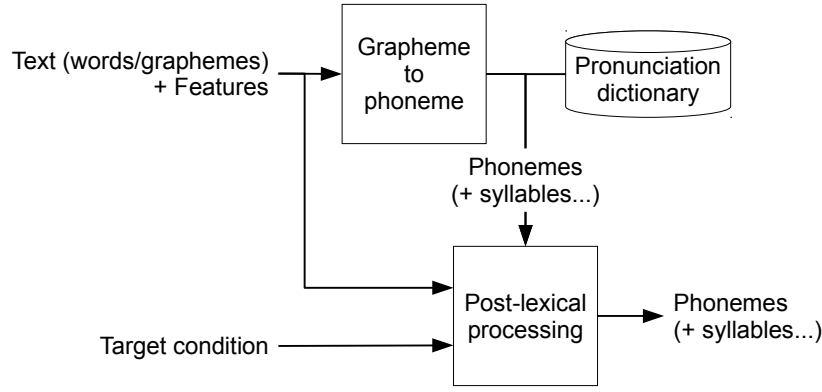 Text (words/graphemes)
+ Features
Grapheme
to
phoneme
Pronunciation
dictionary
Phonemes
(+ syllables...)
Target condition
Post-lexical
processing
Phonemes
(+ syllables...)